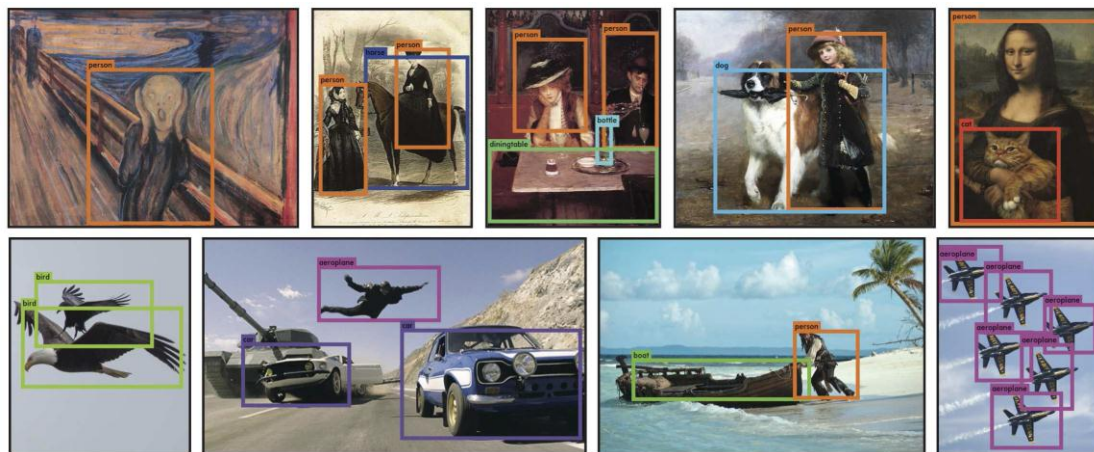 person
person
horse
person
person
person
bottle
diningtable
person
dog
person
cat
bird
bird
aeroplane
car
car
person
boat
aeroplane
aeroplane
aeroplane
aeroplane
aeroplane
aeroplane